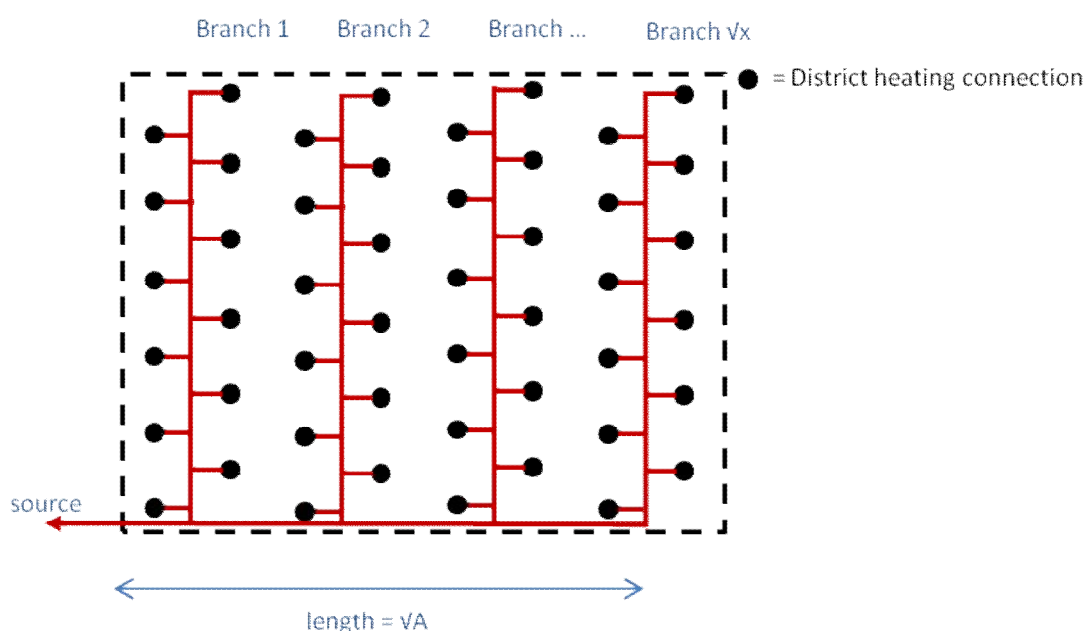 Branch 1 Branch 2 Branch ... Branch √x
= District heating connection
source
length = √A